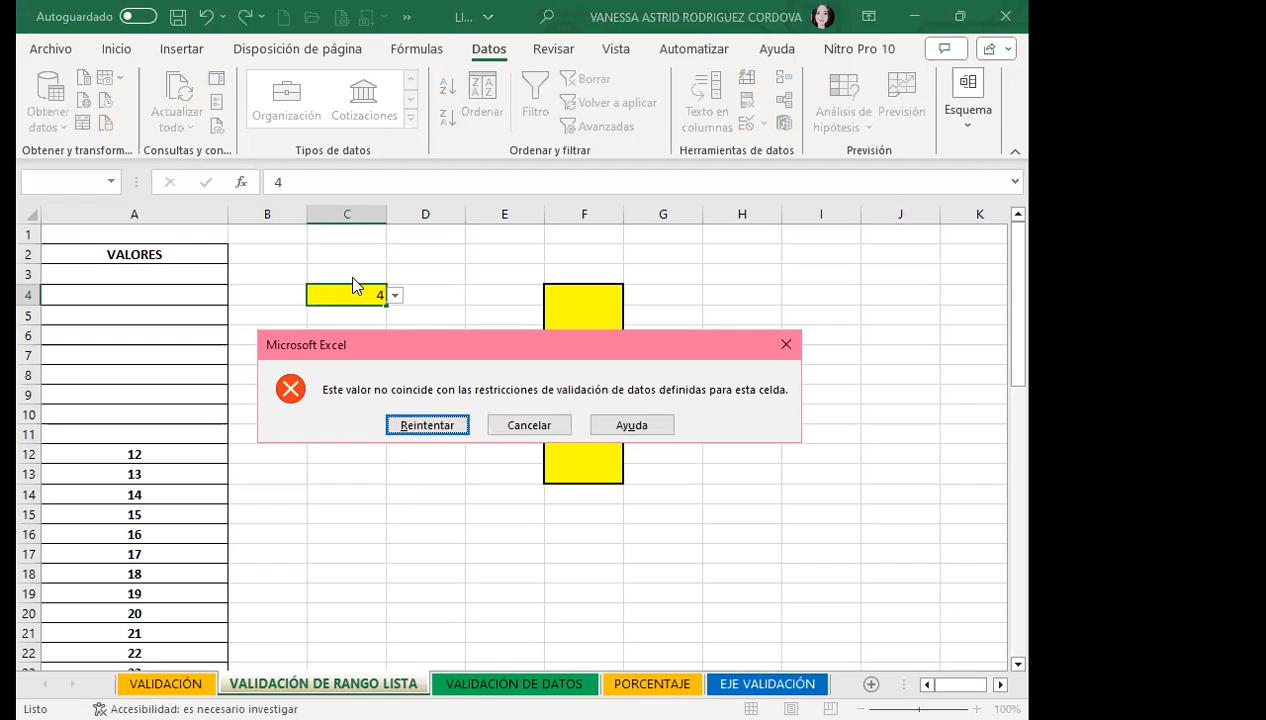 Autoguardado
LI...
VANESSA ASTRID RODRIGUEZ CORDOVA
Archivo Inicio Insertar Disposición de página Fórmulas Datos Revisar Vista Automatizar Ayuda Nitro Pro 10
Obtener datos
Actualizar todo
Organización Cotizaciones
Ordenar
Filtro
Borrar
Volver a aplicar
Avanzadas
Texto en columnas
Análisis de hipótesis
Previsión
Esquema
Obtener y transform... Consultas y con... Tipos de datos Ordenar y filtrar Herramientas de datos Previsión
fx 4
A B C D E F G H I J K
1
2 VALORES
3
4 4
5
6
Microsoft Excel
7
8
Este valor no coincide con las restricciones de validación de datos definidas para esta celda.
9
10
Reintentar Cancelar Ayuda
11
12 12
13 13
14 14
15 15
16 16
17 17
18 18
19 19
20 20
21 21
22 22
23 23
VALIDACIÓN VALIDACIÓN DE RANGO LISTA VALIDACIÓN DE DATOS PORCENTAJE EJE VALIDACIÓN
Listo Accesibilidad: es necesario investigar 100%